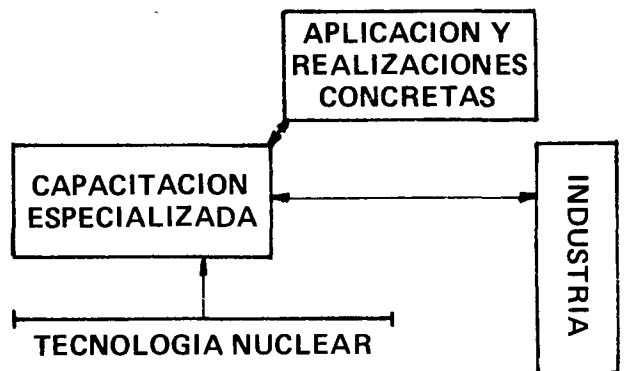 APLICACION Y
REALIZACIONES
CONCRETAS
CAPACITACION
ESPECIALIZADA
INDUSTRIA
TECNOLOGIA NUCLEAR